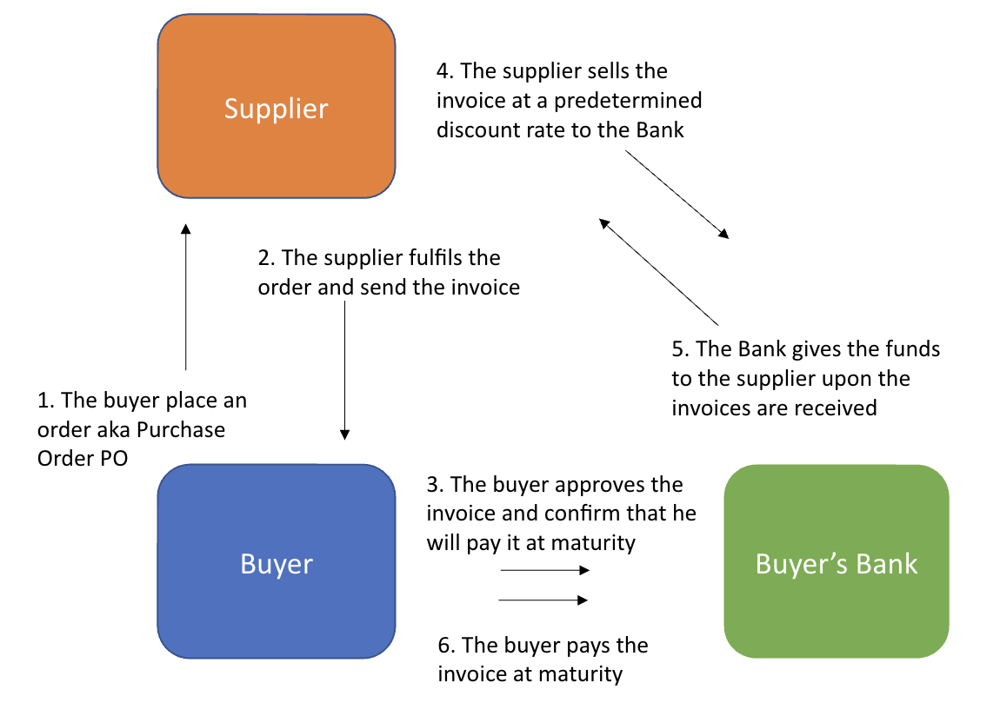 Supplier
4. The supplier sells the
invoice at a predetermined
discount rate to the Bank
2. The supplier fulfils the
order and send the invoice
5. The Bank gives the funds
to the supplier upon the
invoices are received
1. The buyer place an
order aka Purchase
Order PO
Buyer
3. The buyer approves the
invoice and confirm that he
will pay it at maturity
Buyer’s Bank
6. The buyer pays the
invoice at maturity